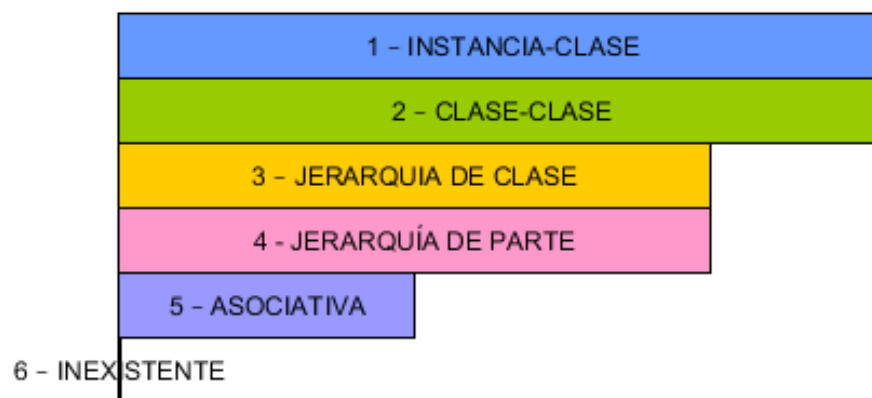 1 – INSTANCIA-CLASE
2 – CLASE-CLASE
3 – JERARQUIA DE CLASE
4 - JERARQUÍA DE PARTE
5 – ASOCIATIVA
6 – INEXISTENTE